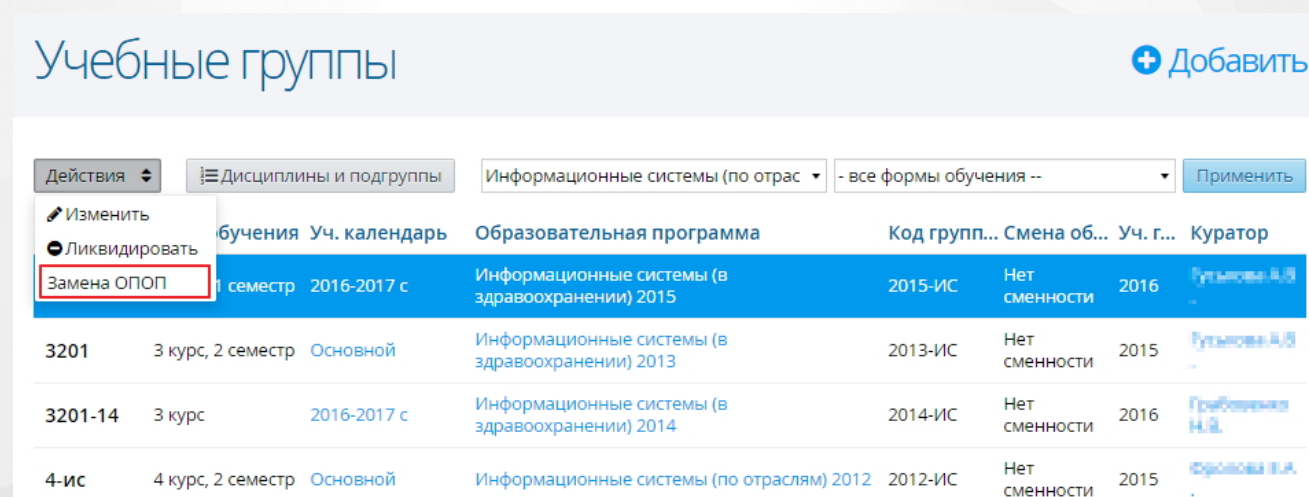 Учебные группы
Добавить
Действия
Дисциплины и подгруппы
Информационные системы (по отрас
- все формы обучения --
Применить
Изменить
Ликвидировать
Замена ОПОП
обучения Уч. календарь Образовательная программа Код групп... Смена об... Уч. г... Куратор
1 семестр 2016-2017 с Информационные системы (в здравоохранении) 2015 2015-ИС Нет сменности 2016
3201 3 курс, 2 семестр Основной Информационные системы (в здравоохранении) 2013 2013-ИС Нет сменности 2015
3201-14 3 курс 2016-2017 с Информационные системы (в здравоохранении) 2014 2014-ИС Нет сменности 2016
4-ис 4 курс, 2 семестр Основной Информационные системы (по отраслям) 2012 2012-ИС Нет сменности 2015